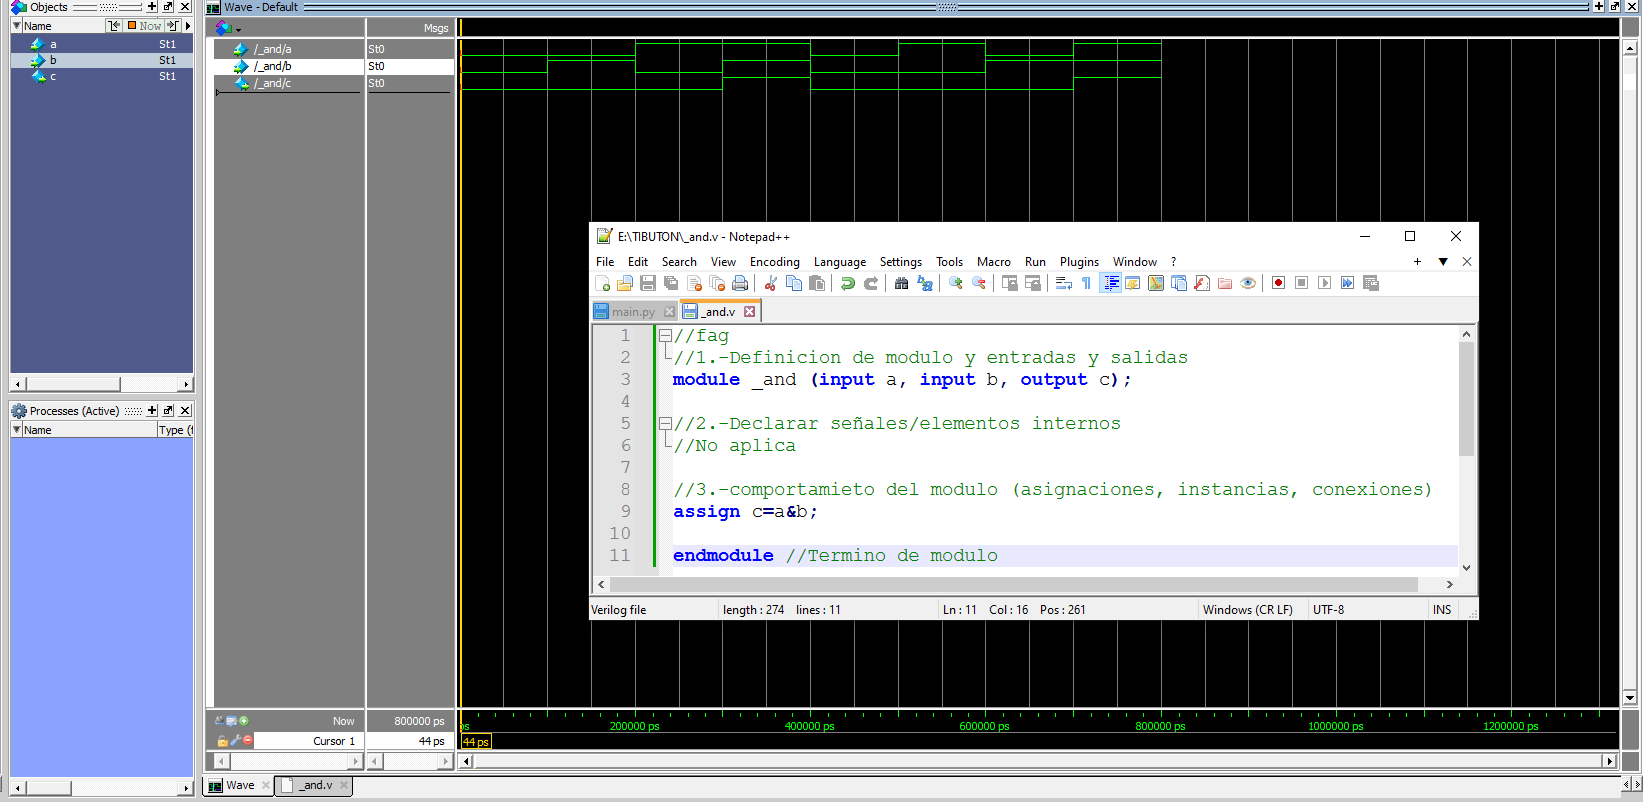 Objects
Name
Now
a St1
b St1
c St1
Processes (Active)
Name Type (
Wave - Default
Msgs
/_and/a St0
/_and/b St0
/_and/c St0
E:\TIBUTON\_and.v - Notepad++
File Edit Search View Encoding Language Settings Tools Macro Run Plugins Window ?
main.py _and.v
1 //fag
2 //1.-Definicion de modulo y entradas y salidas
3 module _and (input a, input b, output c);
4
5 //2.-Declarar señales/elementos internos
6 //No aplica
7
8 //3.-comportamieto del modulo (asignaciones, instancias, conexiones)
9 assign c=a&b;
10
11 endmodule //Termino de modulo
Verilog file length : 274 lines : 11 Ln : 11 Col : 16 Pos : 261 Windows (CR LF) UTF-8 INS
Now 800000 ps
ps 200000 ps 400000 ps 600000 ps 800000 ps 1000000 ps 1200000 ps
Cursor 1 44 ps
44 ps
Wave _and.v